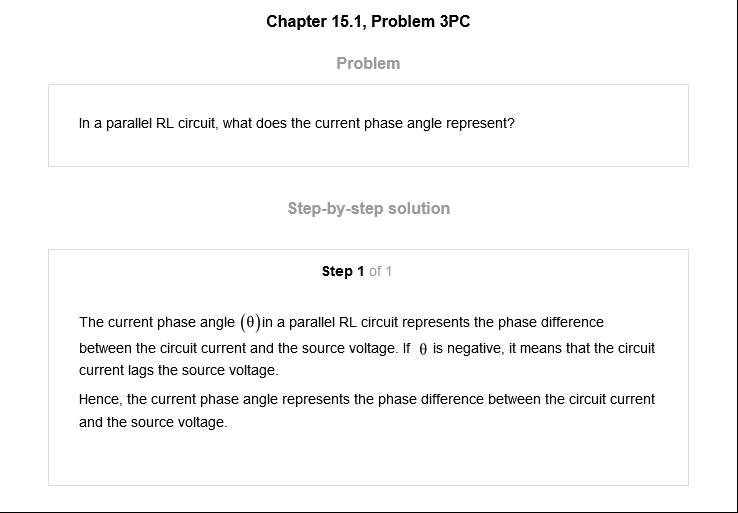 Chapter 15.1, Problem 3PC
Problem
In a parallel RL circuit, what does the current phase angle represent?
Step-by-step solution
Step 1 of 1
The current phase angle (θ)in a parallel RL circuit represents the phase difference
between the circuit current and the source voltage. If θ is negative, it means that the circuit
current lags the source voltage.
Hence, the current phase angle represents the phase difference between the circuit current
and the source voltage.